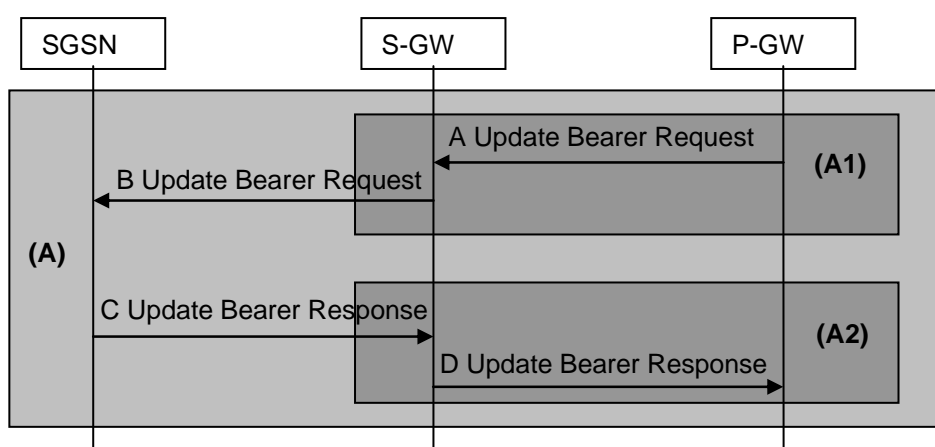 SGSN
S-GW
P-GW
A Update Bearer Request
(A1)
B Update Bearer Request
(A)
C Update Bearer Response
(A2)
D Update Bearer Response